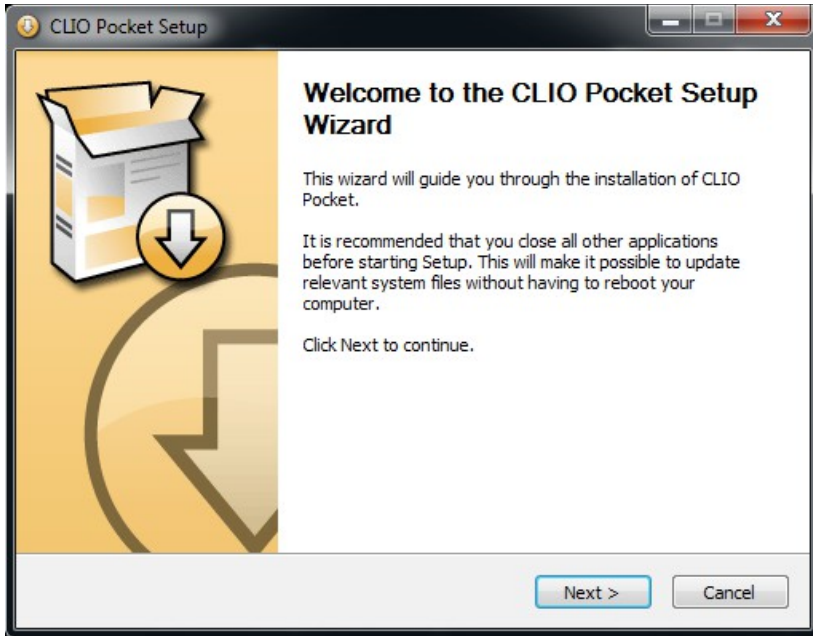 CLIO Pocket Setup
Welcome to the CLIO Pocket Setup
Wizard
This wizard will guide you through the installation of CLIO
Pocket.
It is recommended that you close all other applications
before starting Setup. This will make it possible to update
relevant system files without having to reboot your
computer.
Click Next to continue.
Next >
Cancel